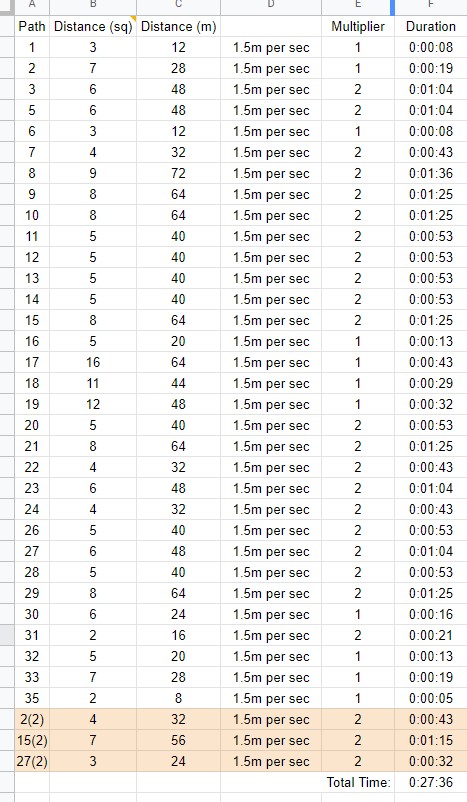 A B C D E F
Path Distance (sq) Distance (m) Multiplier Duration
1 3 12 1.5m per sec 1 0:00:08
2 7 28 1.5m per sec 1 0:00:19
3 6 48 1.5m per sec 2 0:01:04
5 6 48 1.5m per sec 2 0:01:04
6 3 12 1.5m per sec 1 0:00:08
7 4 32 1.5m per sec 2 0:00:43
8 9 72 1.5m per sec 2 0:01:36
9 8 64 1.5m per sec 2 0:01:25
10 8 64 1.5m per sec 2 0:01:25
11 5 40 1.5m per sec 2 0:00:53
12 5 40 1.5m per sec 2 0:00:53
13 5 40 1.5m per sec 2 0:00:53
14 5 40 1.5m per sec 2 0:00:53
15 8 64 1.5m per sec 2 0:01:25
16 5 20 1.5m per sec 1 0:00:13
17 16 64 1.5m per sec 1 0:00:43
18 11 44 1.5m per sec 1 0:00:29
19 12 48 1.5m per sec 1 0:00:32
20 5 40 1.5m per sec 2 0:00:53
21 8 64 1.5m per sec 2 0:01:25
22 4 32 1.5m per sec 2 0:00:43
23 6 48 1.5m per sec 2 0:01:04
24 4 32 1.5m per sec 2 0:00:43
26 5 40 1.5m per sec 2 0:00:53
27 6 48 1.5m per sec 2 0:01:04
28 5 40 1.5m per sec 2 0:00:53
29 8 64 1.5m per sec 2 0:01:25
30 6 24 1.5m per sec 1 0:00:16
31 2 16 1.5m per sec 2 0:00:21
32 5 20 1.5m per sec 1 0:00:13
33 7 28 1.5m per sec 1 0:00:19
35 2 8 1.5m per sec 1 0:00:05
2(2) 4 32 1.5m per sec 2 0:00:43
15(2) 7 56 1.5m per sec 2 0:01:15
27(2) 3 24 1.5m per sec 2 0:00:32
Total Time: 0:27:36